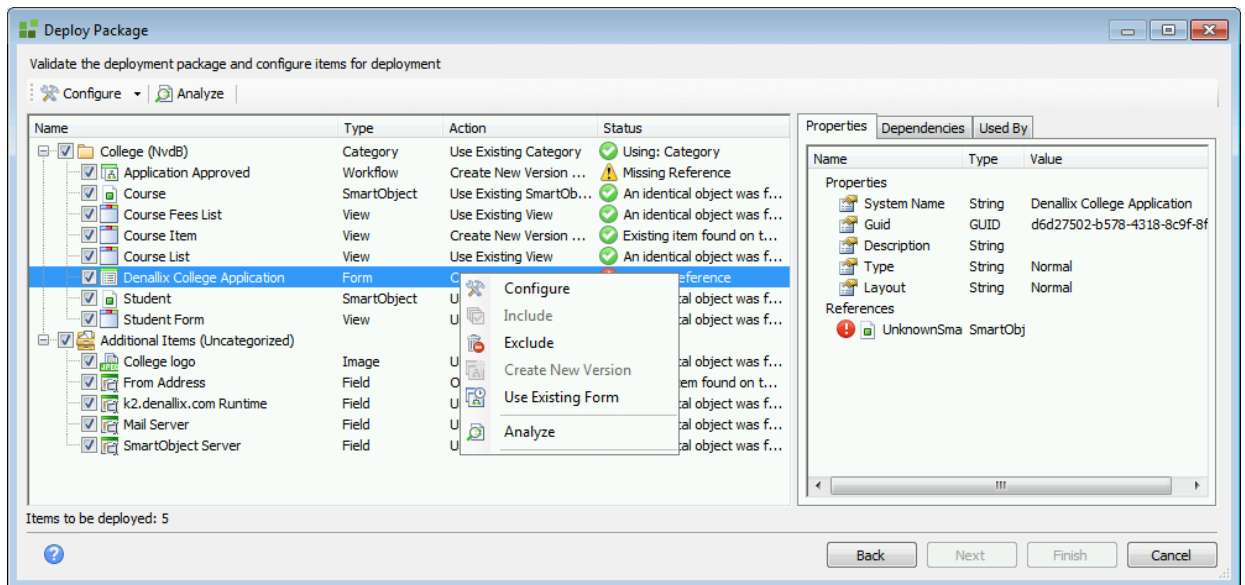 Deploy Package
Validate the deployment package and configure items for deployment
Configure Analyze
Name Type Action Status
College (NvdB) Category Use Existing Category Using: Category
Application Approved Workflow Create New Version ... Missing Reference
Course SmartObject Use Existing SmartOb... An identical object was f...
Course Fees List View Use Existing View An identical object was f...
Course Item View Create New Version ... Existing item found on t...
Course List View Use Existing View An identical object was f...
Denallix College Application Form C eference
Student SmartObject U cal object was f...
Student Form View U cal object was f...
Additional Items (Uncategorized)
College logo Image U cal object was f...
From Address Field O em found on t...
k2.denallix.com Runtime Field U cal object was f...
Mail Server Field U cal object was f...
SmartObject Server Field U cal object was f...
Configure
Include
Exclude
Create New Version
Use Existing Form
Analyze
Properties Dependencies Used By
Name Type Value
Properties
System Name String Denallix College Application
Guid GUID d6d27502-b578-4318-8c9f-8f
Description String
Type String Normal
Layout String Normal
References
UnknownSma SmartObj
Items to be deployed: 5
Back Next Finish Cancel